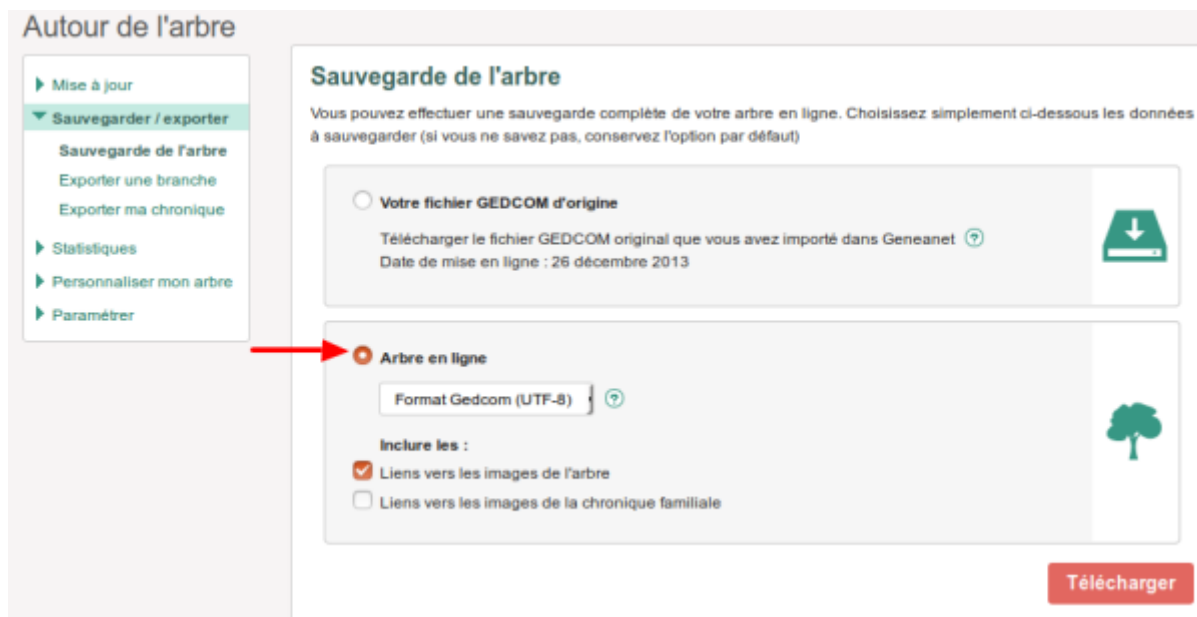 Autour de l'arbre
Mise à jour
Sauvegarder / exporter
Sauvegarde de l'arbre
Exporter une branche
Exporter ma chronique
Statistiques
Personnaliser mon arbre
Paramétrer
Sauvegarde de l'arbre
Vous pouvez effectuer une sauvegarde complète de votre arbre en ligne. Choisissez simplement ci-dessous les données
à sauvegarder (si vous ne savez pas, conservez l'option par défaut)
Votre fichier GEDCOM d'origine
Télécharger le fichier GEDCOM original que vous avez importé dans Geneanet ?
Date de mise en ligne : 26 décembre 2013
Arbre en ligne
Format Gedcom (UTF-8) ?
Inclure les :
Liens vers les images de l'arbre
Liens vers les images de la chronique familiale
Télécharger